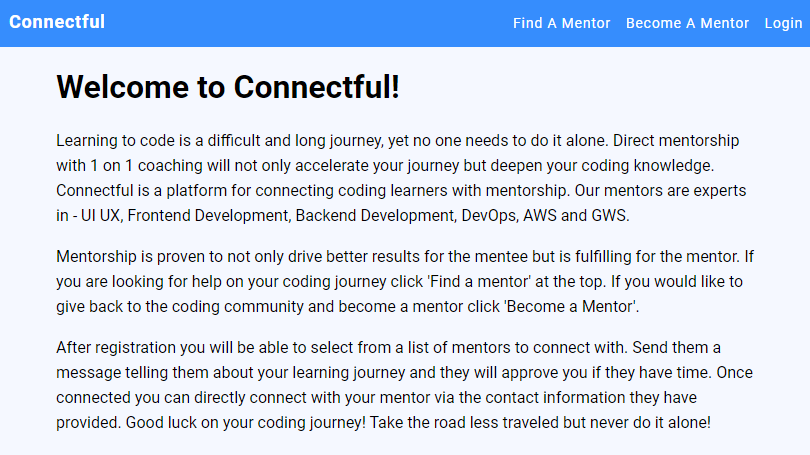 Connectful
Find A Mentor Become A Mentor Login
Welcome to Connectful!
Learning to code is a difficult and long journey, yet no one needs to do it alone. Direct mentorship
with 1 on 1 coaching will not only accelerate your journey but deepen your coding knowledge.
Connectful is a platform for connecting coding learners with mentorship. Our mentors are experts
in - UI UX, Frontend Development, Backend Development, DevOps, AWS and GWS.
Mentorship is proven to not only drive better results for the mentee but is fulfilling for the mentor. If
you are looking for help on your coding journey click 'Find a mentor' at the top. If you would like to
give back to the coding community and become a mentor click 'Become a Mentor'.
After registration you will be able to select from a list of mentors to connect with. Send them a
message telling them about your learning journey and they will approve you if they have time. Once
connected you can directly connect with your mentor via the contact information they have
provided. Good luck on your coding journey! Take the road less traveled but never do it alone!